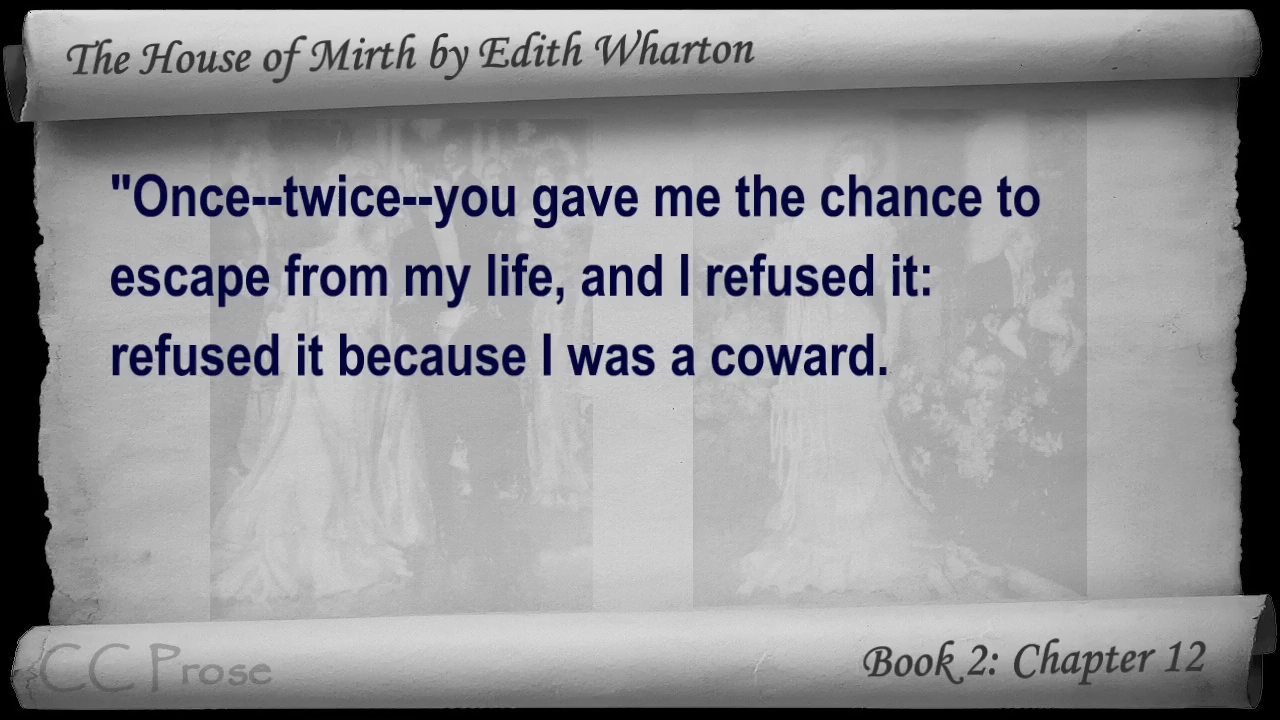 The House of Mirth by Edith Wharton
"Once--twice--you gave me the chance to
escape from my life, and I refused it:
refused it because I was a coward.
CC Prose
Book 2: Chapter 12